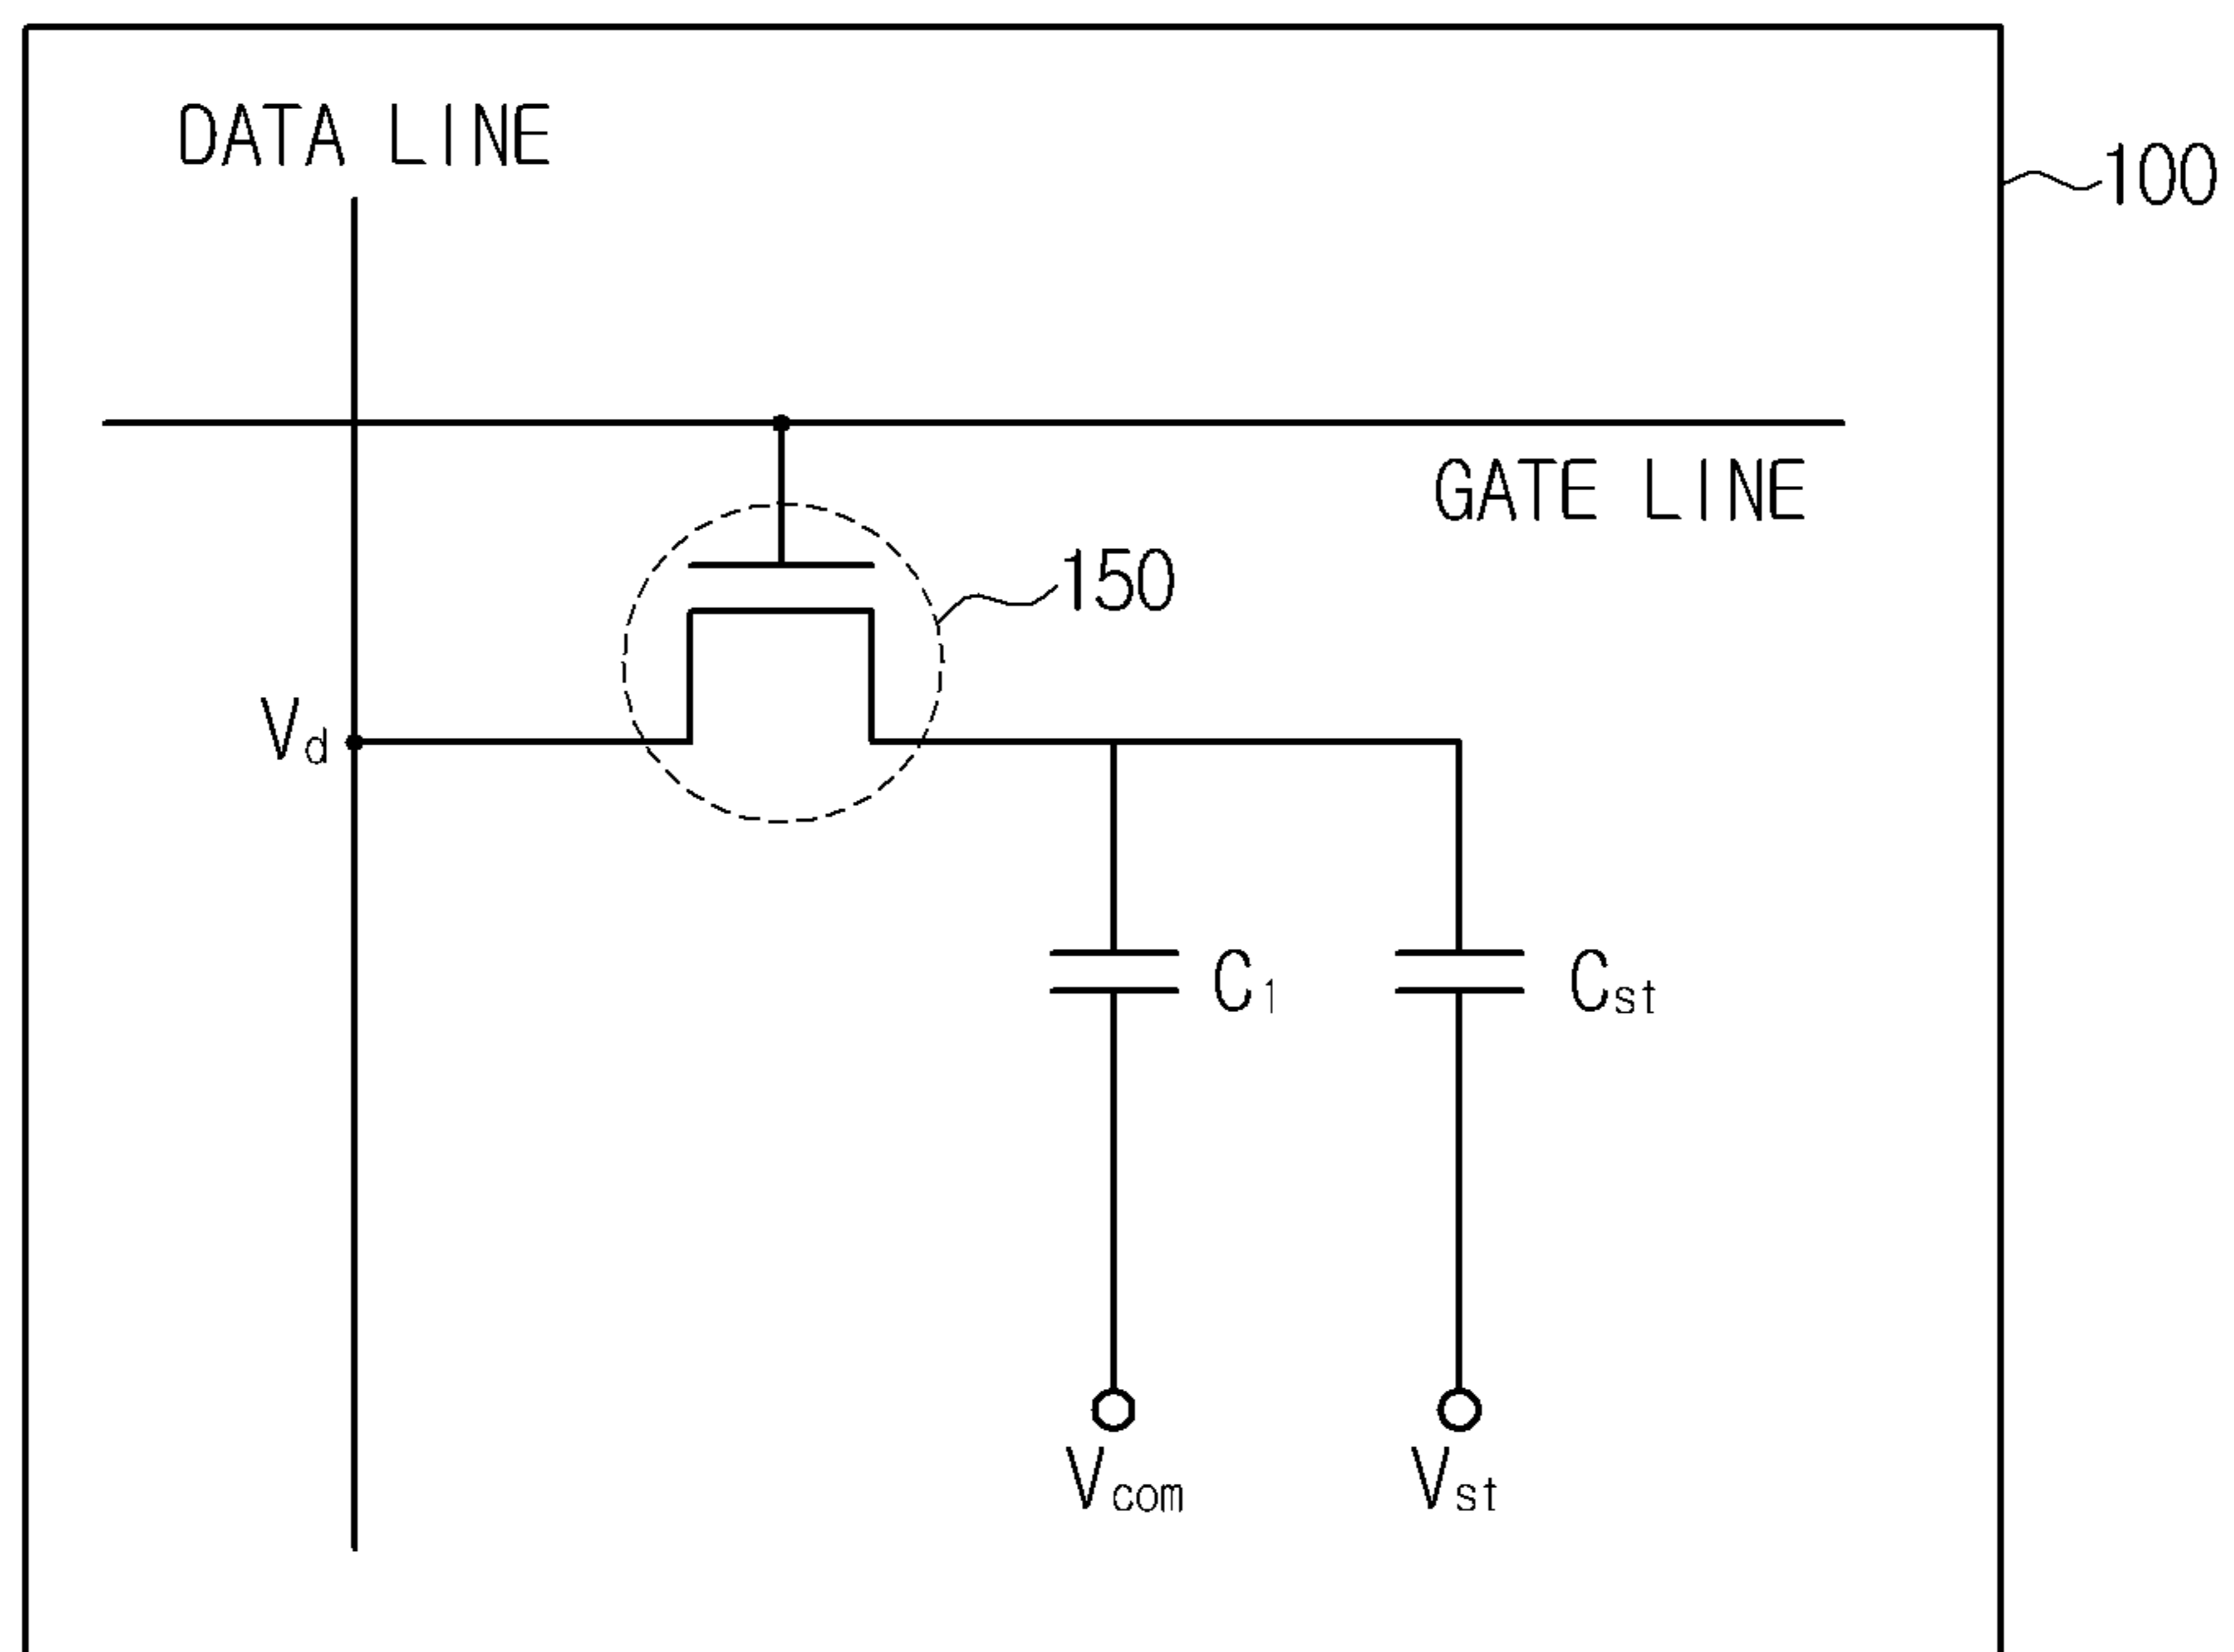 DATA LINE
100
GATE LINE
150
Vd
C1
Cst
Vcom
Vst